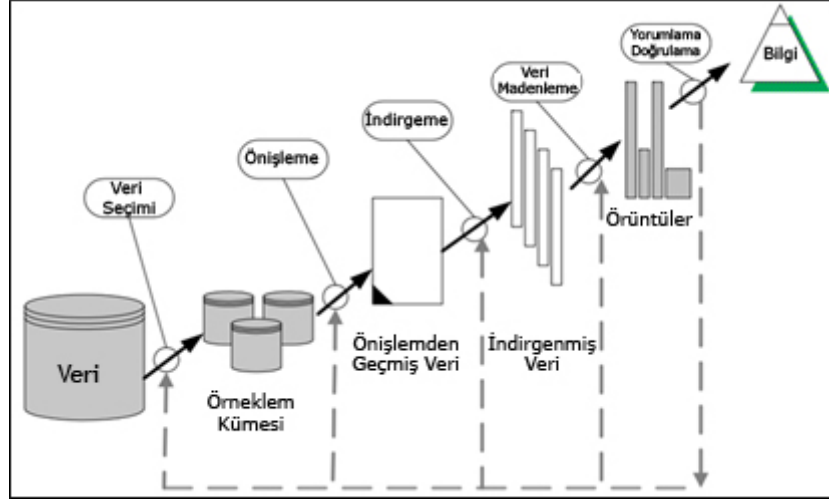 Yorumlama
Doğrulama
Bilgi
Veri
Madenleme
İndirgeme
Önişleme
Veri
Seçimi
Örüntüler
Veri
Örneklem
Kümesi
Önişlemden
Geçmiş Veri
İndirgenmiş
Veri